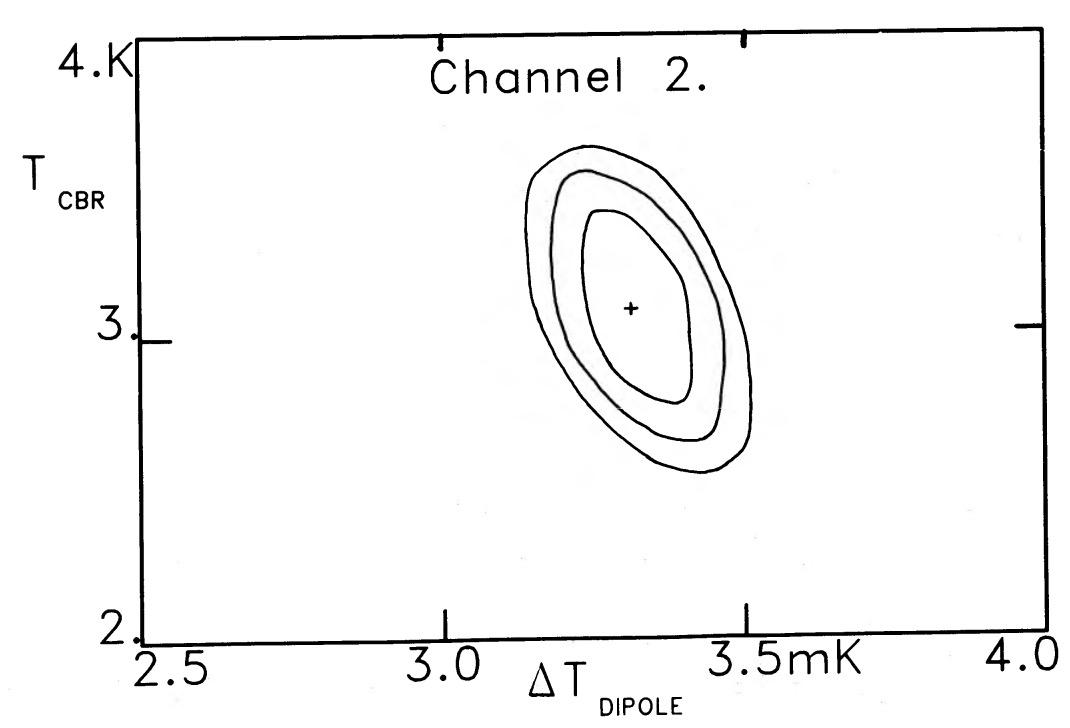 4.K
Channel 2.
T CBR
3.
2.
2.5 3.0 3.5mK 4.0
ΔT DIPOLE